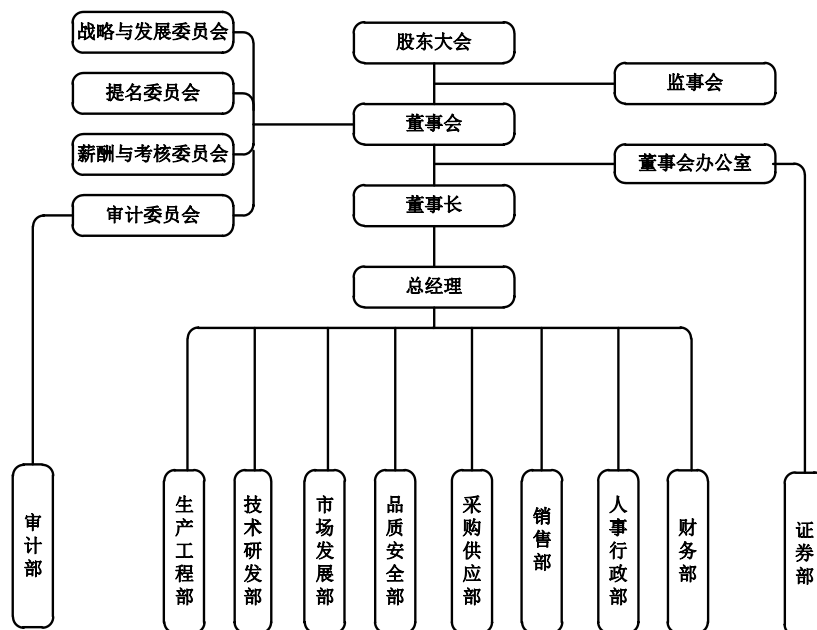 战略与发展委员会
股东大会
提名委员会
监事会
董事会
薪酬与考核委员会
董事会办公室
审计委员会
董事长
总经理
审计部
生产工程部
技术研发部
市场发展部
品质安全部
采购供应部
销售部
人事行政部
财务部
证券部